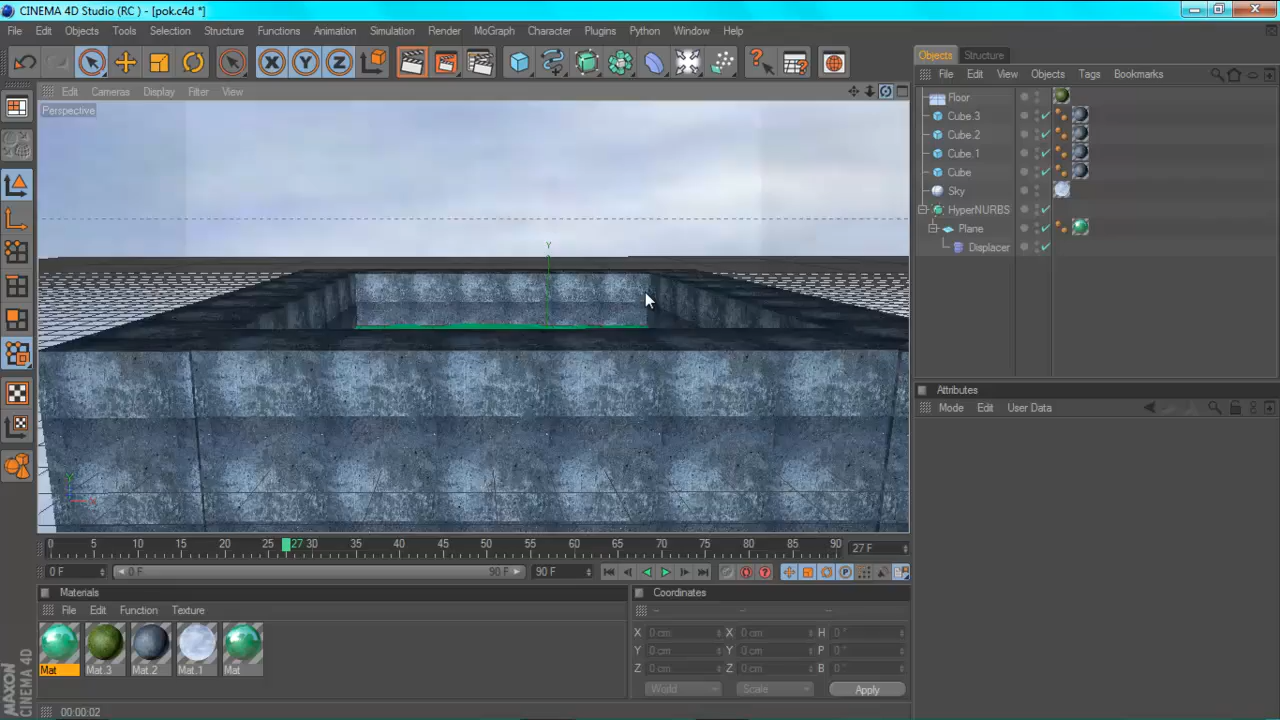 CINEMA 4D Studio (RC) - [pok.c4d *]
File Edit Objects Tools Selection Structure Functions Animation Simulation Render MoGraph Character Plugins Python Window Help
X Y Z
Objects Structure
File Edit View Objects Tags Bookmarks
Edit Cameras Display Filter View
Perspective
Floor
Cube.3
Cube.2
Cube.1
Cube
Sky
HyperNURBS
Plane
Displacer
Y
Attributes
Mode Edit User Data
0 5 10 15 20 25 27 30 35 40 45 50 55 60 65 70 75 80 85 90 27 F
0 F 0 F 90 F 90 F
Materials
File Edit Function Texture
Mat Mat.3 Mat.2 Mat.1 Mat
Coordinates
-- -- --
X 0 cm X 0 cm H 0 °
Y 0 cm Y 0 cm P 0 °
Z 0 cm Z 0 cm B 0 °
World Scale Apply
MAXON CINEMA 4D
00:00:02